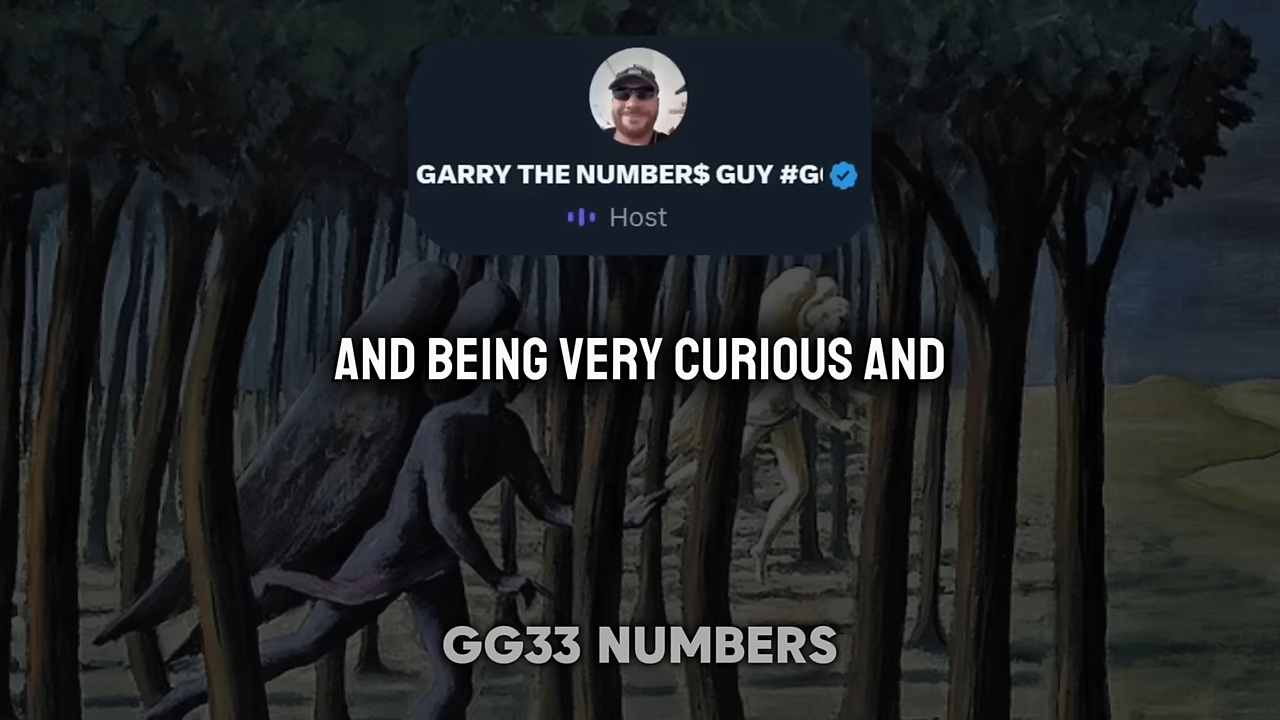 GARRY THE NUMBER$ GUY #G
Host
AND BEING VERY CURIOUS AND
GG33 NUMBERS